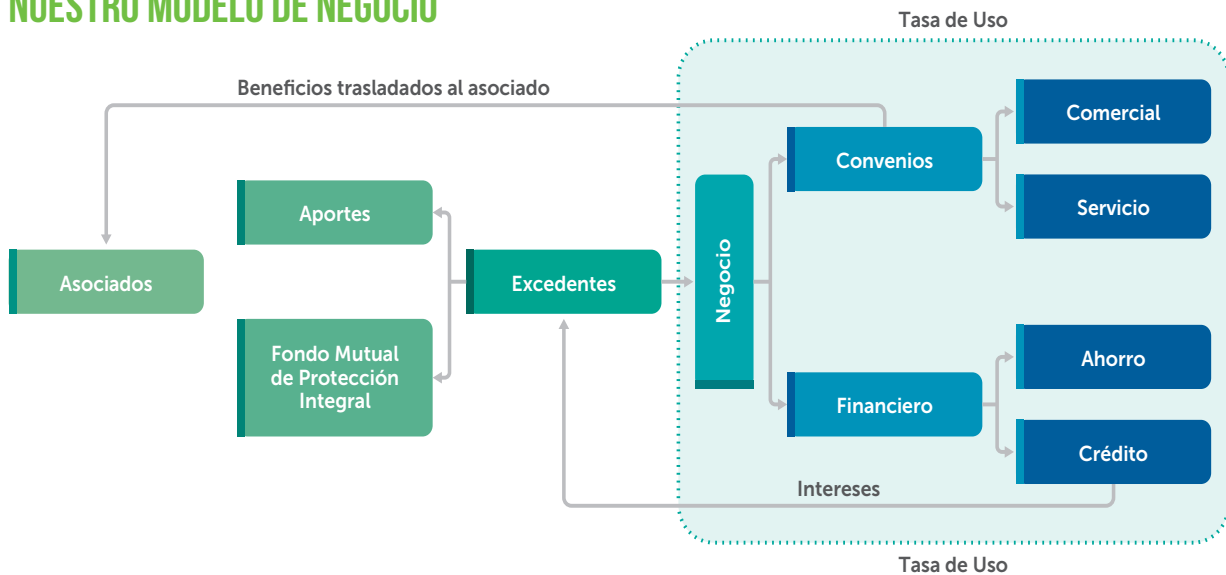 NUESTRO MODELO DE NEGOCIO
Tasa de Uso
Beneficios trasladados al asociado
Comercial
Convenios
Servicio
Aportes
Asociados
Excedentes
Negocio
Fondo Mutual
de Protección
Integral
Ahorro
Financiero
Crédito
Intereses
Tasa de Uso